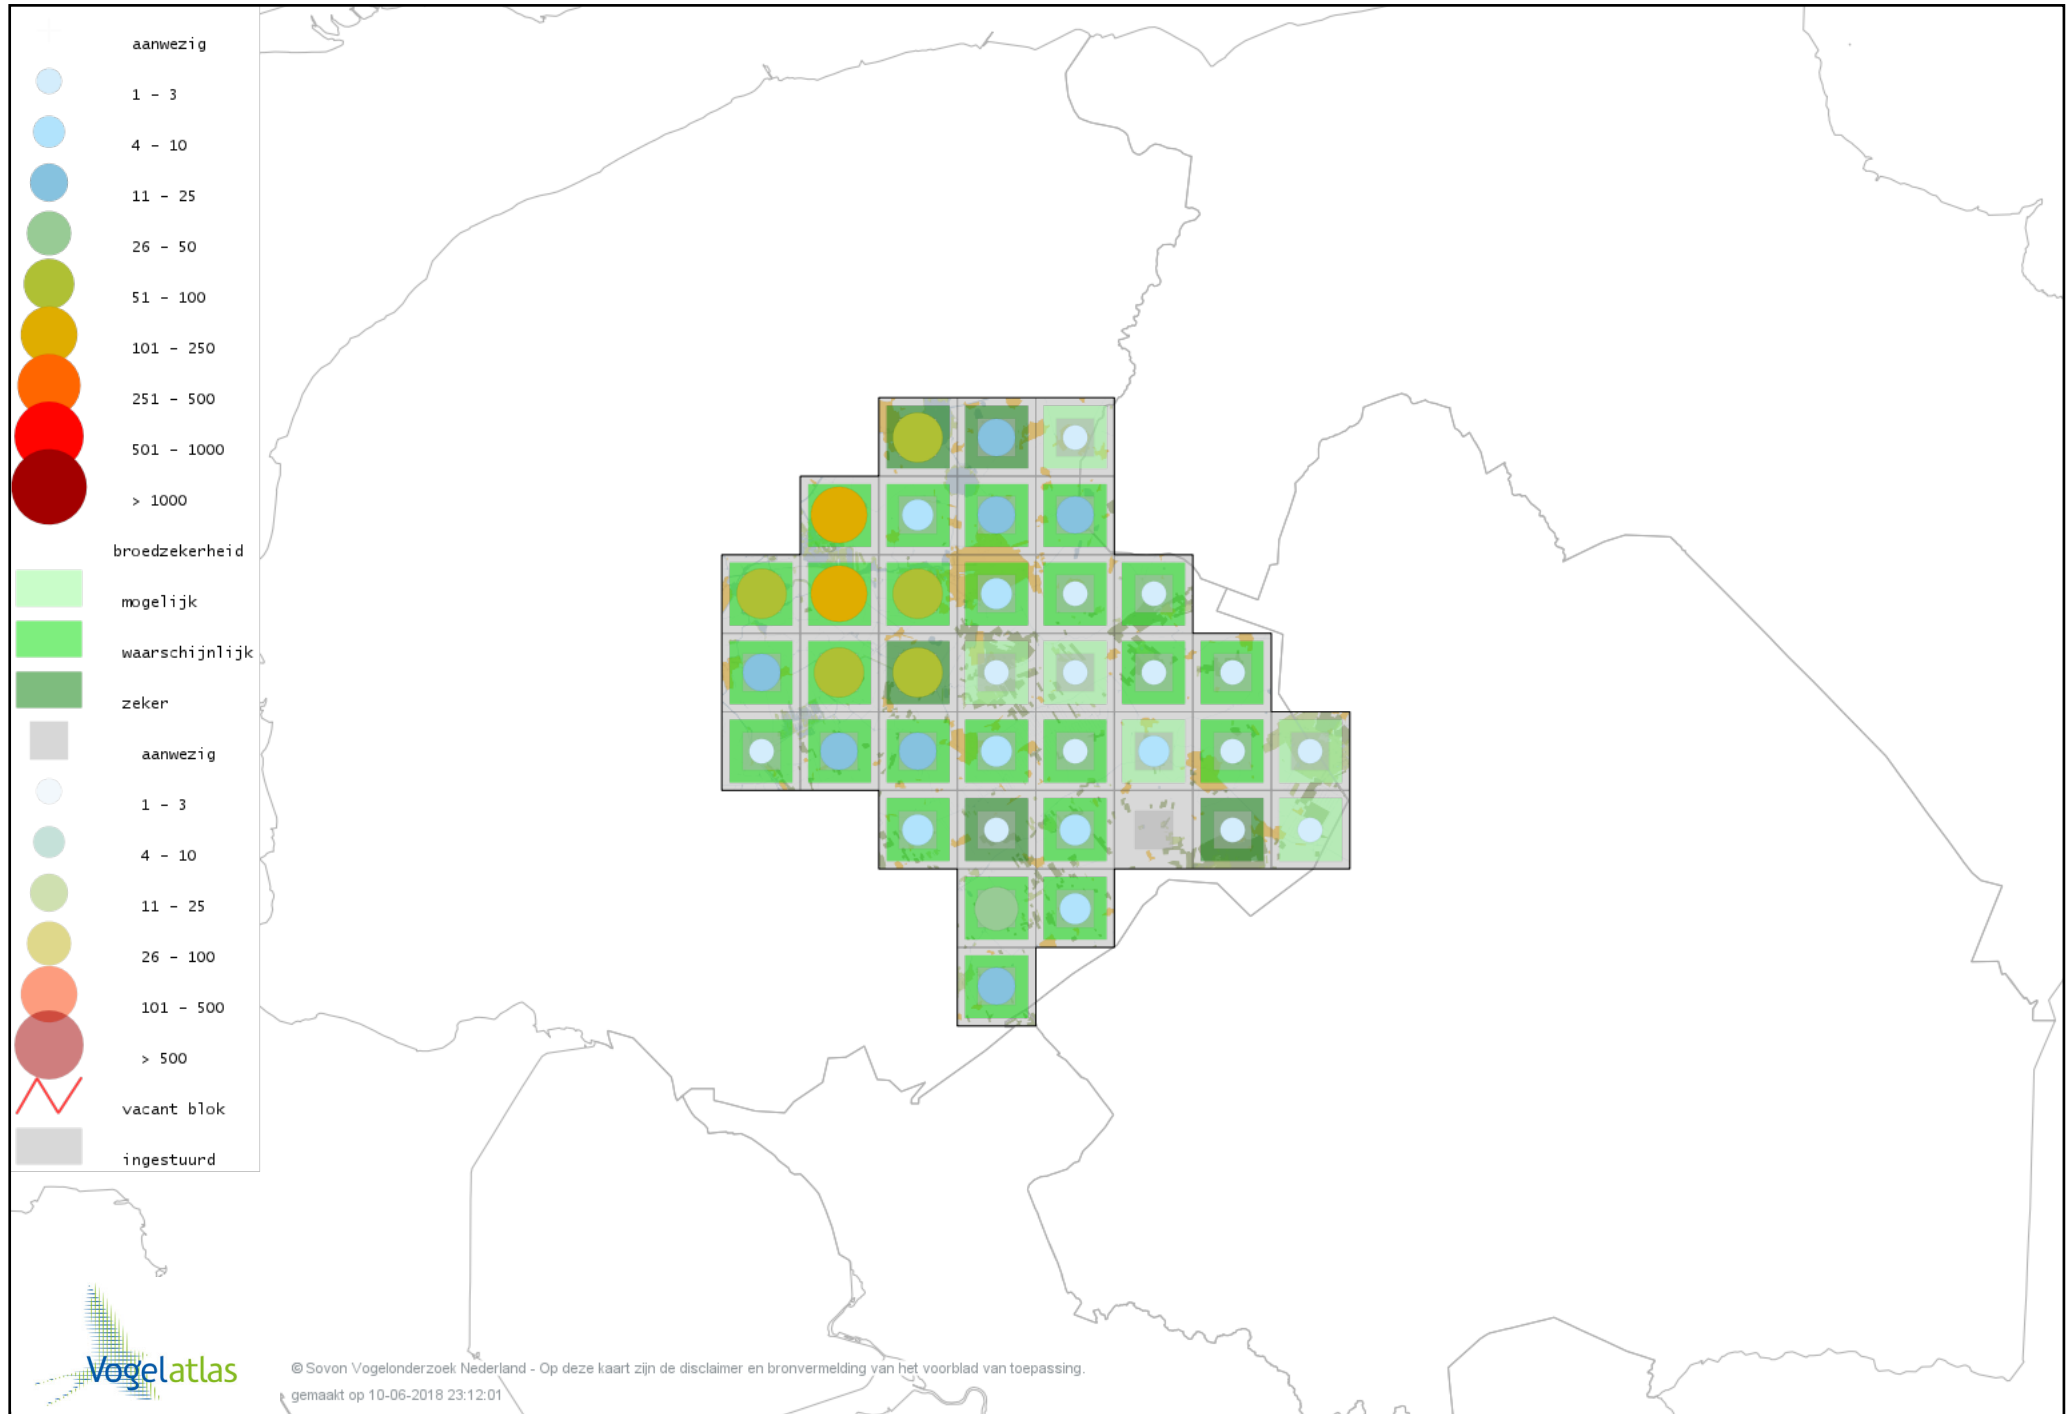 aanwezig
1 - 3
4 - 10
11 - 25
26 - 50
51 - 100
101 - 250
251 - 500
501 - 1000
> 1000
broedzekerheid
mogelijk
waarschijnlijk
zeker
aanwezig
1 - 3
4 - 10
11 - 25
26 - 100
101 - 500
> 500
vacant blok
ingestuurd
Vogelatlas
© Sovon Vogelonderzoek Nederland - Op deze kaart zijn de disclaimer en bronvermelding van het voorblad van toepassing.
gemaakt op 10-06-2018 23:12:01